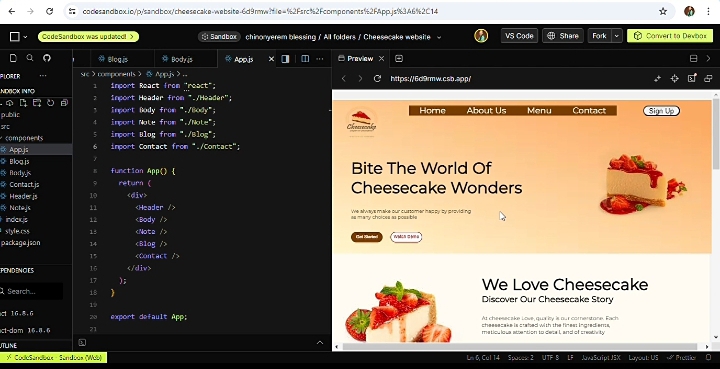 codesandbox.io/p/sandbox/cheesecake-website-6d9rmw?file=%2Fsrc%2Fcomponents%2FApp.js%3A6%2C14
CodeSandbox was updated!
Sandbox
chinonyerem blessing / All folders / Cheesecake website
VS Code
Share
Fork
Convert to Devbox
Blog.js
Body.js
App.js
Preview
PLORER
src > components > App.js > ...
https://6d9rmw.csb.app/
NDBOX INFO
public
src
components
App.js
Blog.js
Body.js
Contact.js
Header.js
Note.js
index.js
style.css
package.json
EPENDENCIES
Search...
ct 16.8.6
ct-dom 16.8.6
UTLINE
1 import React from "react";
2 import Header from "./Header";
3 import Body from "./Body";
4 import Note from "./Note";
5 import Blog from "./Blog";
6 import Contact from "./Contact";
7
8 function App() {
9 return (
10 <div>
11 <Header />
12 <Body />
13 <Note />
14 <Blog />
15 <Contact />
16 </div>
17 );
18 }
19
20 export default App;
21
Cheesecake
Home
About Us
Menu
Contact
Sign Up
Bite The World Of
Cheesecake Wonders
We always make our customer happy by providing
as many choices as possible
Get Started
Watch Demo
We Love Cheesecake
Discover Our Cheesecake Story
At cheesecake Love, quality is our cornerstone. Each
cheesecake is crafted with the finest ingredients,
meticulous attention to detail, and of creativity
CodeSandbox - Sandbox (Web)
Ln 6, Col 14
Spaces: 2
UTF-8
LF
JavaScript JSX
Layout: US
Prettier